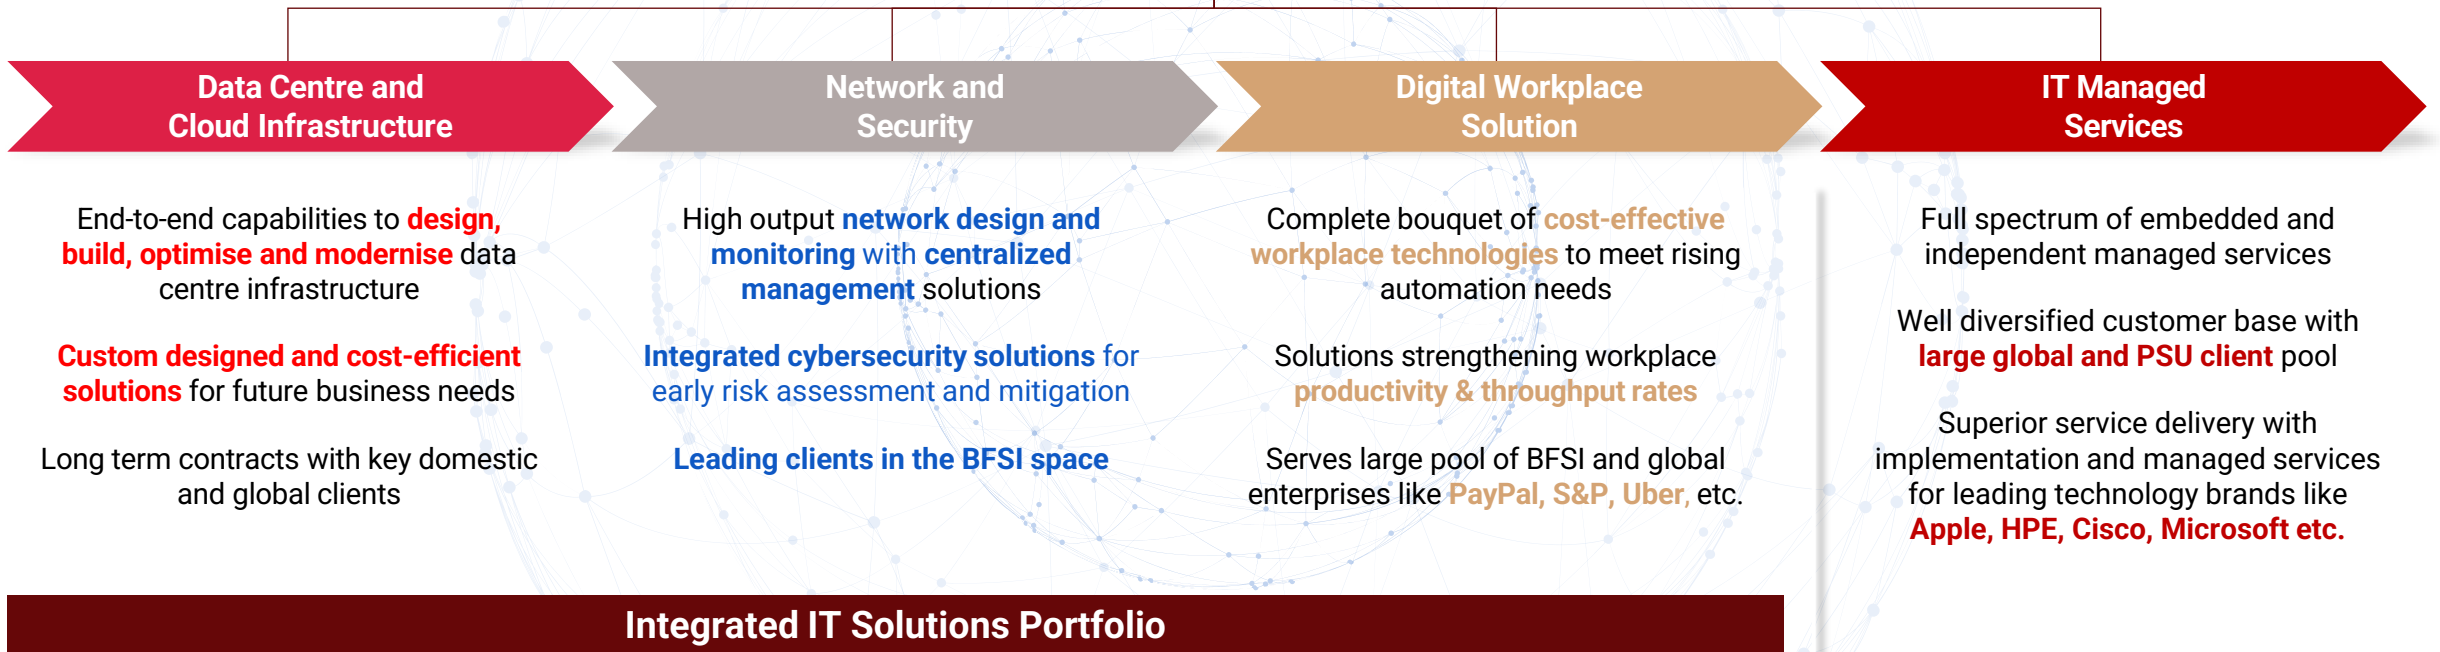 Data Centre and
Cloud Infrastructure
End-to-end capabilities to design,
build, optimise and modernise data
centre infrastructure
Custom designed and cost-efficient
solutions for future business needs
Long term contracts with key domestic
and global clients
Network and
Security
High output network design and
monitoring with centralized
management solutions
Integrated cybersecurity solutions for
early risk assessment and mitigation
Leading clients in the BFSI space
Digital Workplace
Solution
Complete bouquet of cost-effective
workplace technologies to meet rising
automation needs
Solutions strengthening workplace
productivity & throughput rates
Serves large pool of BFSI and global
enterprises like PayPal, S&P, Uber, etc.
IT Managed
Services
Full spectrum of embedded and
independent managed services
Well diversified customer base with
large global and PSU client pool
Superior service delivery with
implementation and managed services
for leading technology brands like
Apple, HPE, Cisco, Microsoft etc.
Integrated IT Solutions Portfolio